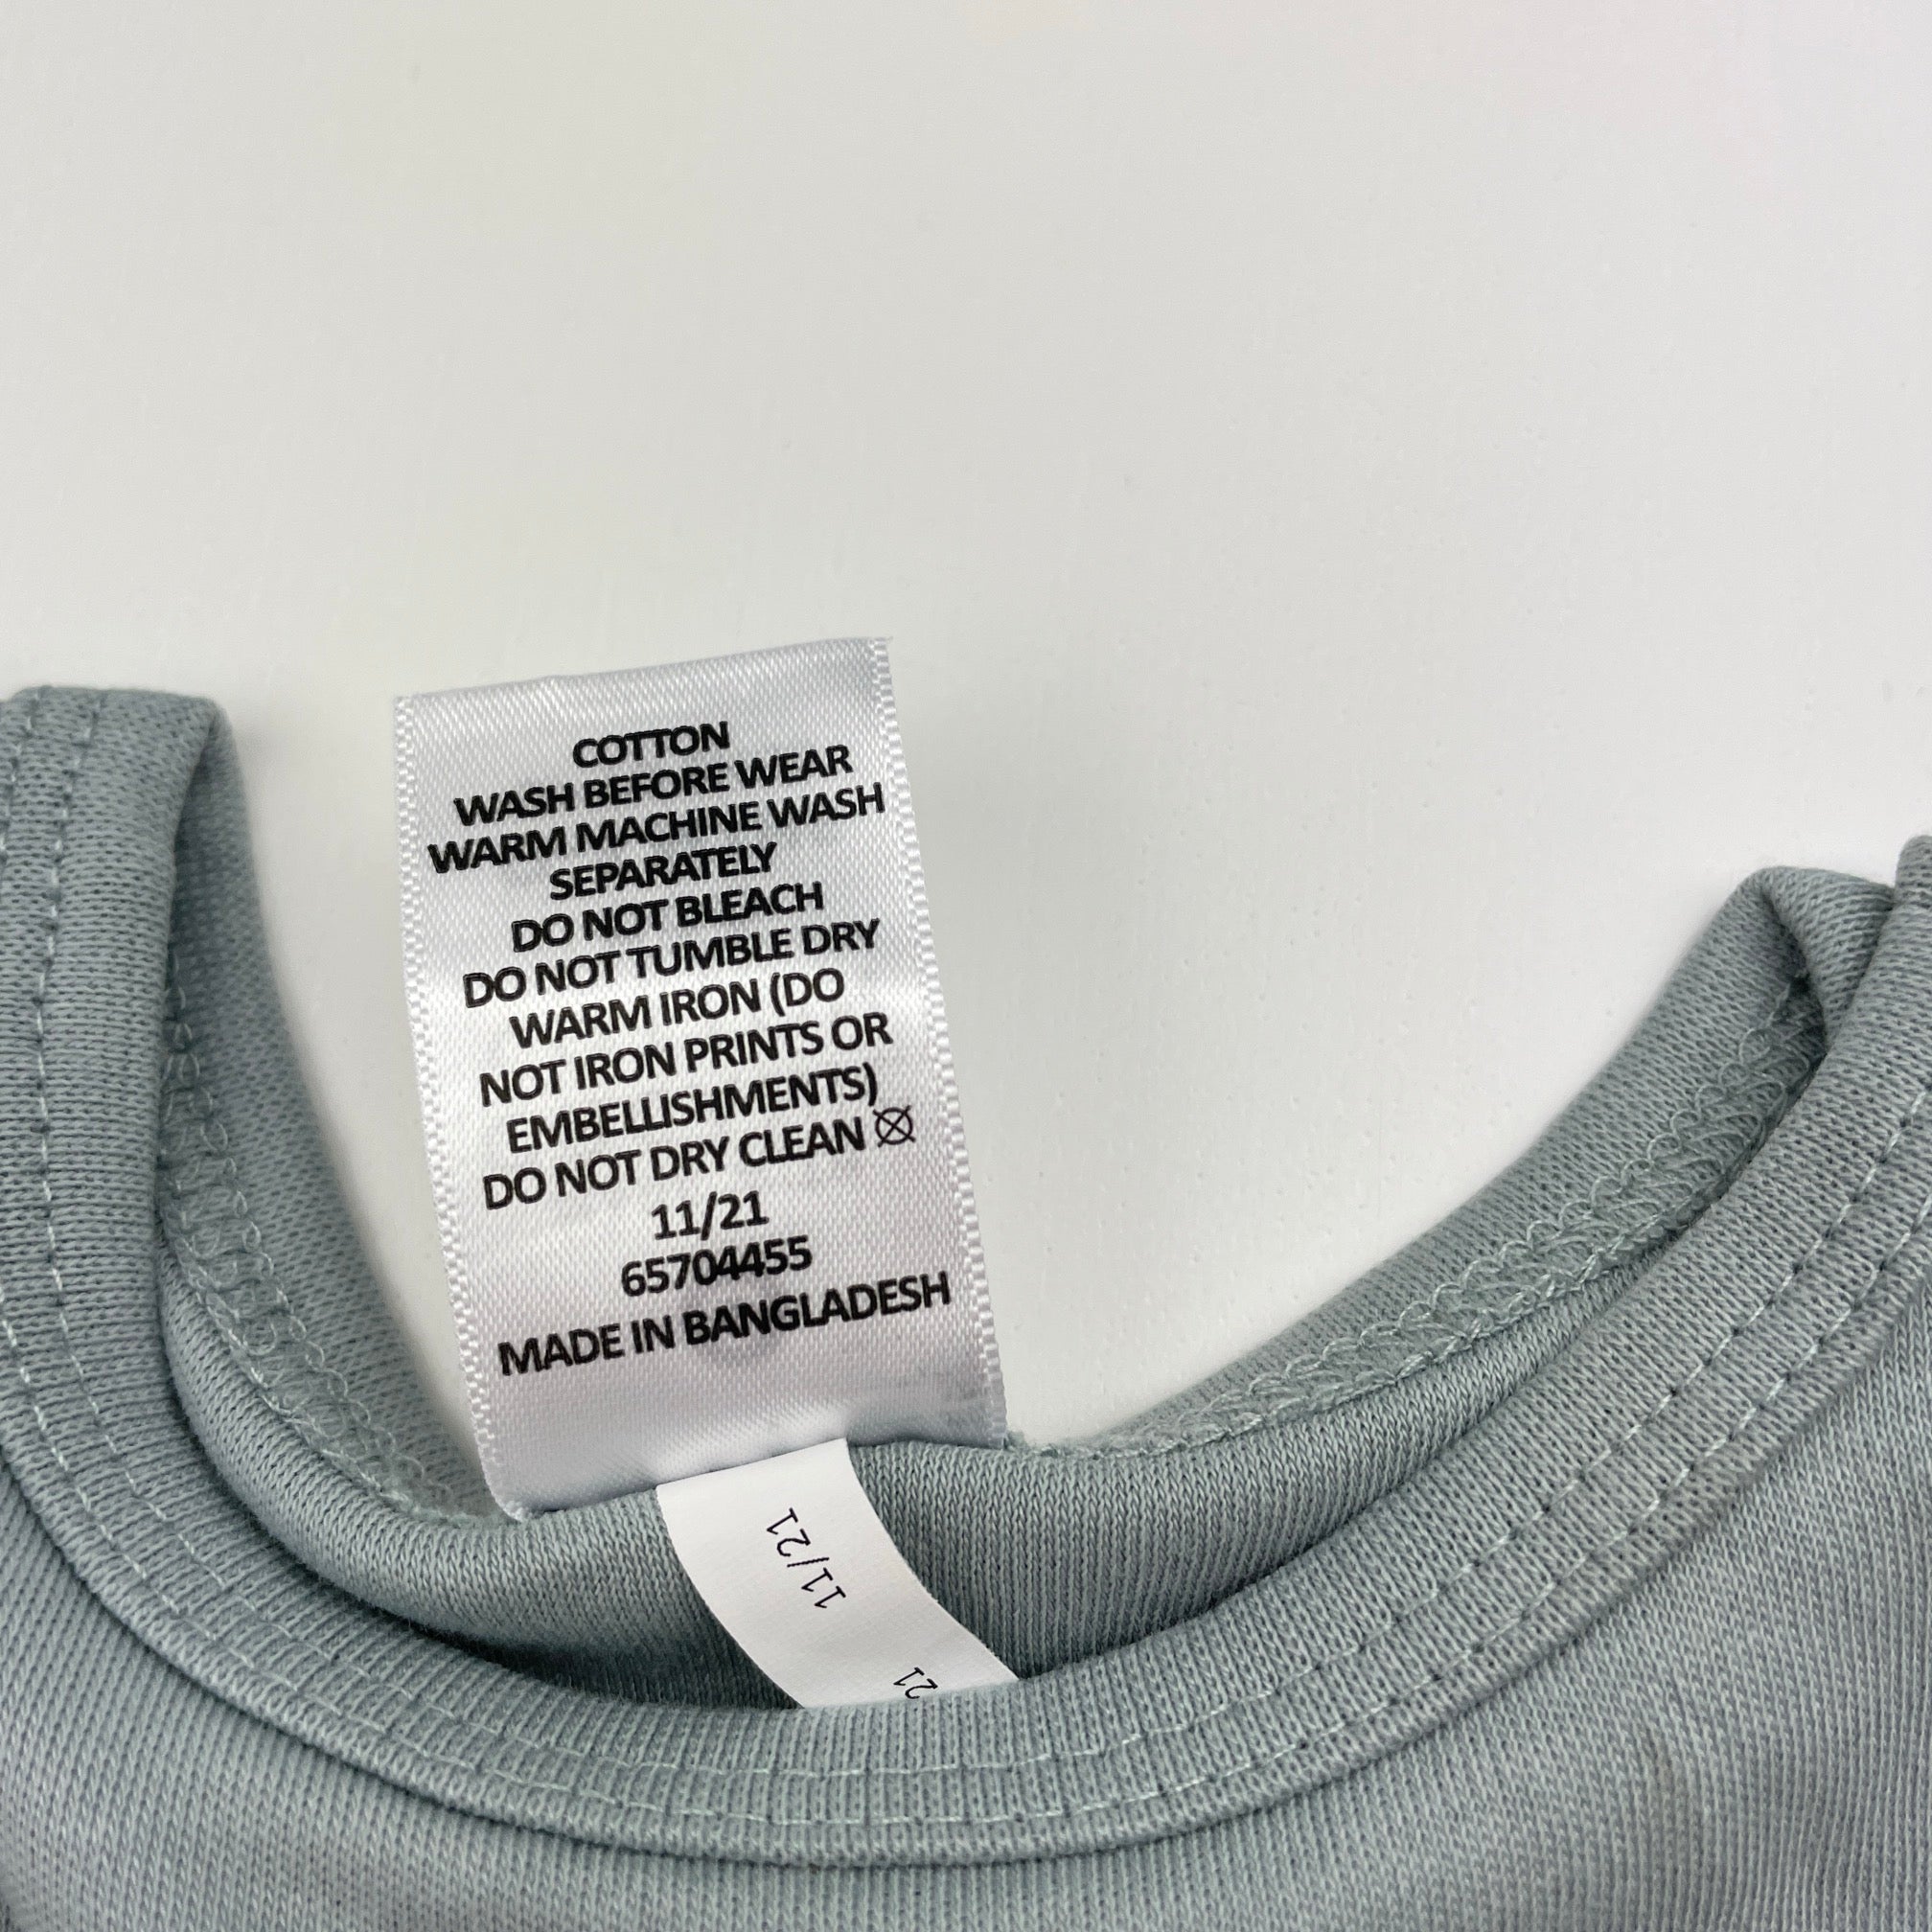 COTTON
WASH BEFORE WEAR
WARM MACHINE WASH
SEPARATELY
DO NOT BLEACH
DO NOT TUMBLE DRY
WARM IRON (DO
NOT IRON PRINTS OR
EMBELLISHMENTS)
DO NOT DRY CLEAN
11/21
65704455
MADE IN BANGLADESH
11/21
21